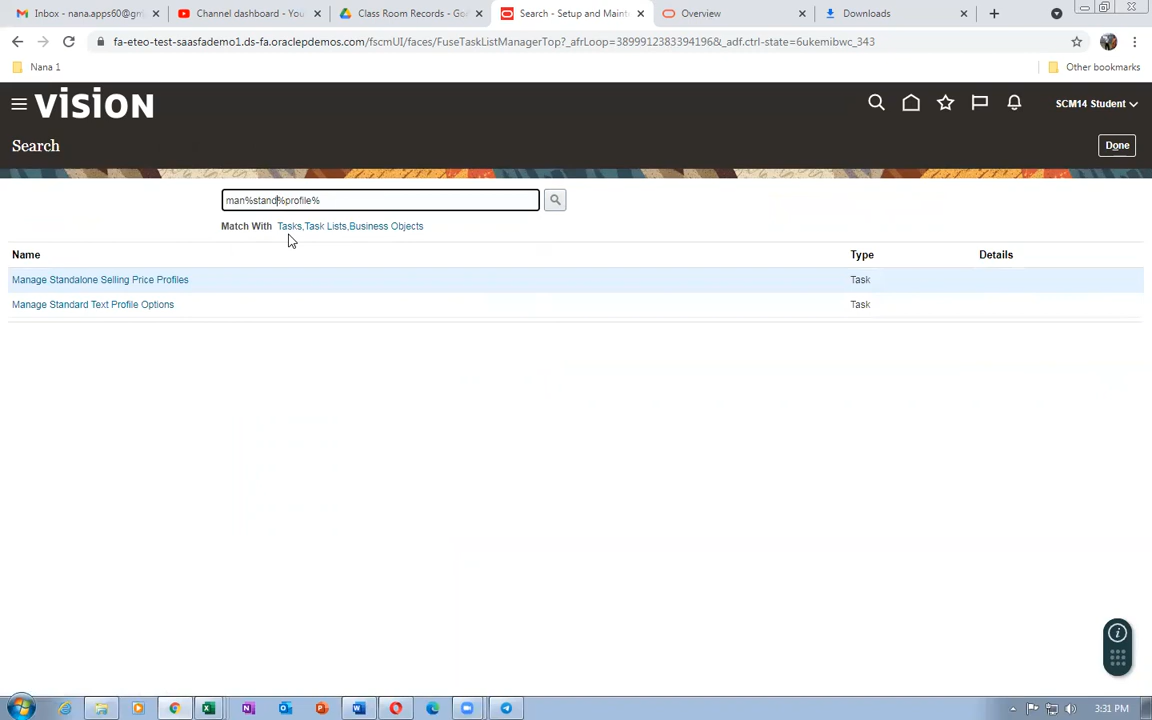 Inbox - nana.apps60@gm
Channel dashboard - You
Class Room Records - Goo
Search - Setup and Mainte
Overview
Downloads
fa-eteo-test-saasfademo1.ds-fa.oraclepdemos.com/fscmUI/faces/FuseTaskListManagerTop?_afrLoop=3899912383394196&_adf.ctrl-state=6ukemibwc_343
Nana 1
Other bookmarks
VISION
SCM14 Student
Search
Done
man%stand%profile%
Match With Tasks,Task Lists,Business Objects
Name Type Details
Manage Standalone Selling Price Profiles Task
Manage Standard Text Profile Options Task
3:31 PM